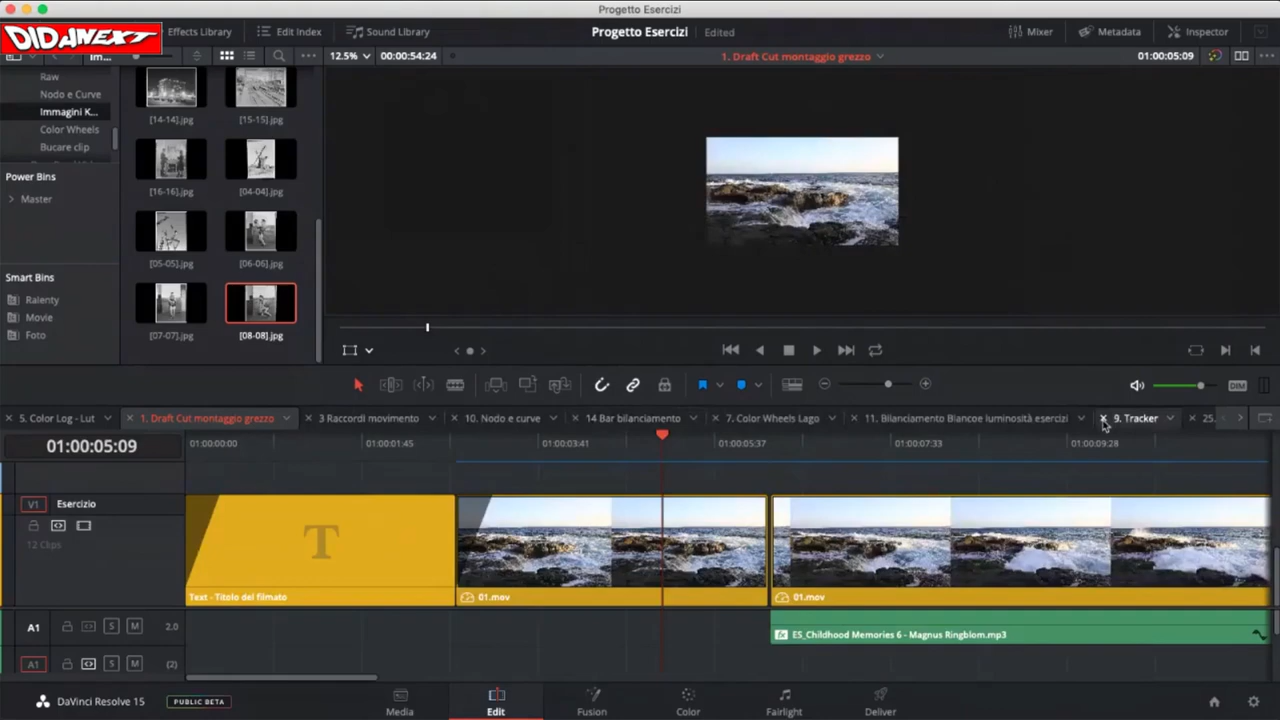 Progetto Esercizi
DIDANEXT
Effects Library
Edit Index
Sound Library
Progetto Esercizi
Edited
Mixer
Metadata
Inspector
Im...
12.5%
00:00:54:24
1. Draft Cut montaggio grezzo
01:00:05:09
Raw
Nodo e Curve
Immagini K...
Color Wheels
Bucare clip
Power Bins
Master
Smart Bins
Ralenty
Movie
Foto
[14-14].jpg
[15-15].jpg
[16-16].jpg
[04-04].jpg
[05-05].jpg
[06-06].jpg
[07-07].jpg
[08-08].jpg
DIM
5. Color Log - Lut
1. Draft Cut montaggio grezzo
3 Raccordi movimento
10. Nodo e curve
14 Bar bilanciamento
7. Color Wheels Lago
11. Bilanciamento Biancoe luminosità esercizi
9. Tracker
25.
01:00:05:09
01:00:00:00
01:00:01:45
01:00:03:41
01:00:05:37
01:00:07:33
01:00:09:28
V1
Esercizio
12 Clips
T
Text - Titolo del filmato
01.mov
01.mov
A1
S
M
2.0
fx
ES_Childhood Memories 6 - Magnus Ringblom.mp3
A1
S
M
(2)
DaVinci Resolve 15
PUBLIC BETA
Media
Edit
Fusion
Color
Fairlight
Deliver